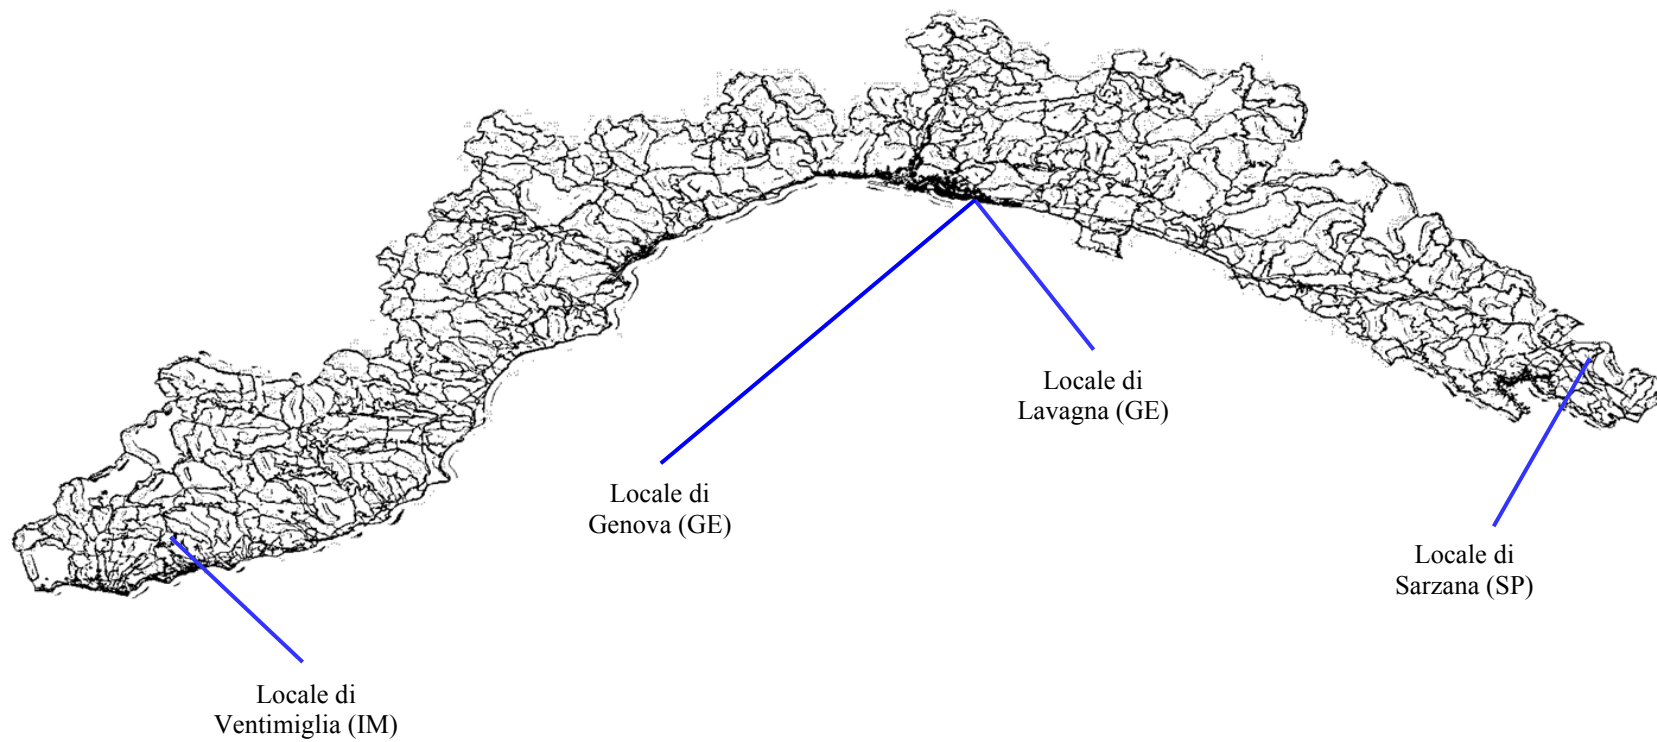 Locale di
Lavagna (GE)
Locale di
Genova (GE)
Locale di
Sarzana (SP)
Locale di
Ventimiglia (IM)